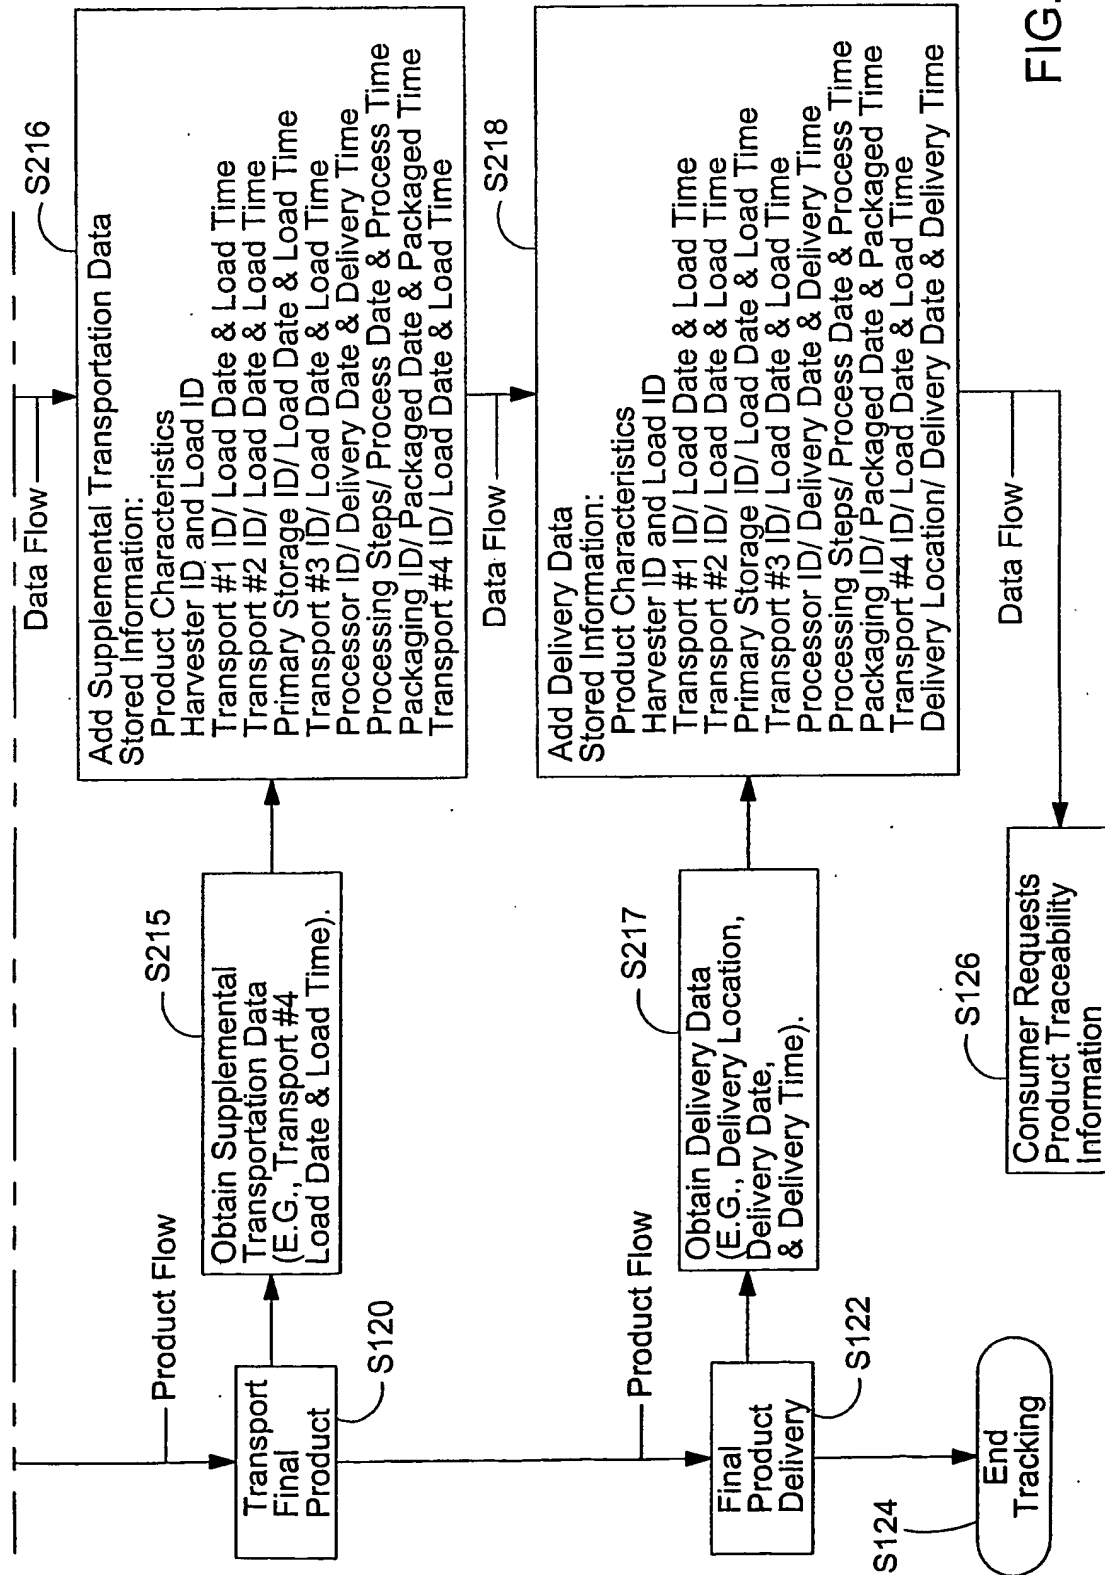 Data Flow
S216
Add Supplemental Transportation Data
Stored Information:
Product Characteristics
Harvester ID and Load ID
Transport #1 ID/ Load Date & Load Time
Transport #2 ID/ Load Date & Load Time
Primary Storage ID/ Load Date & Load Time
Transport #3 ID/ Load Date & Load Time
Processor ID/ Delivery Date & Delivery Time
Processing Steps/ Process Date & Process Time
Packaging ID/ Packaged Date & Packaged Time
Transport #4 ID/ Load Date & Load Time
S215
Obtain Supplemental
Transportation Data
(E.G., Transport #4
Load Date & Load Time).
Product Flow
Transport
Final
Product
S120
Data Flow
S218
Add Delivery Data
Stored Information:
Product Characteristics
Harvester ID and Load ID
Transport #1 ID/ Load Date & Load Time
Transport #2 ID/ Load Date & Load Time
Primary Storage ID/ Load Date & Load Time
Transport #3 ID/ Load Date & Load Time
Processor ID/ Delivery Date & Delivery Time
Processing Steps/ Process Date & Process Time
Packaging ID/ Packaged Date & Packaged Time
Transport #4 ID/ Load Date & Load Time
Delivery Location/ Delivery Date & Delivery Time
S217
Obtain Delivery Data
(E.G., Delivery Location,
Delivery Date,
& Delivery Time).
Product Flow
Final
Product
Delivery
S122
Data Flow
S126
Consumer Requests
Product Traceability
Information
S124
End
Tracking
FIG.